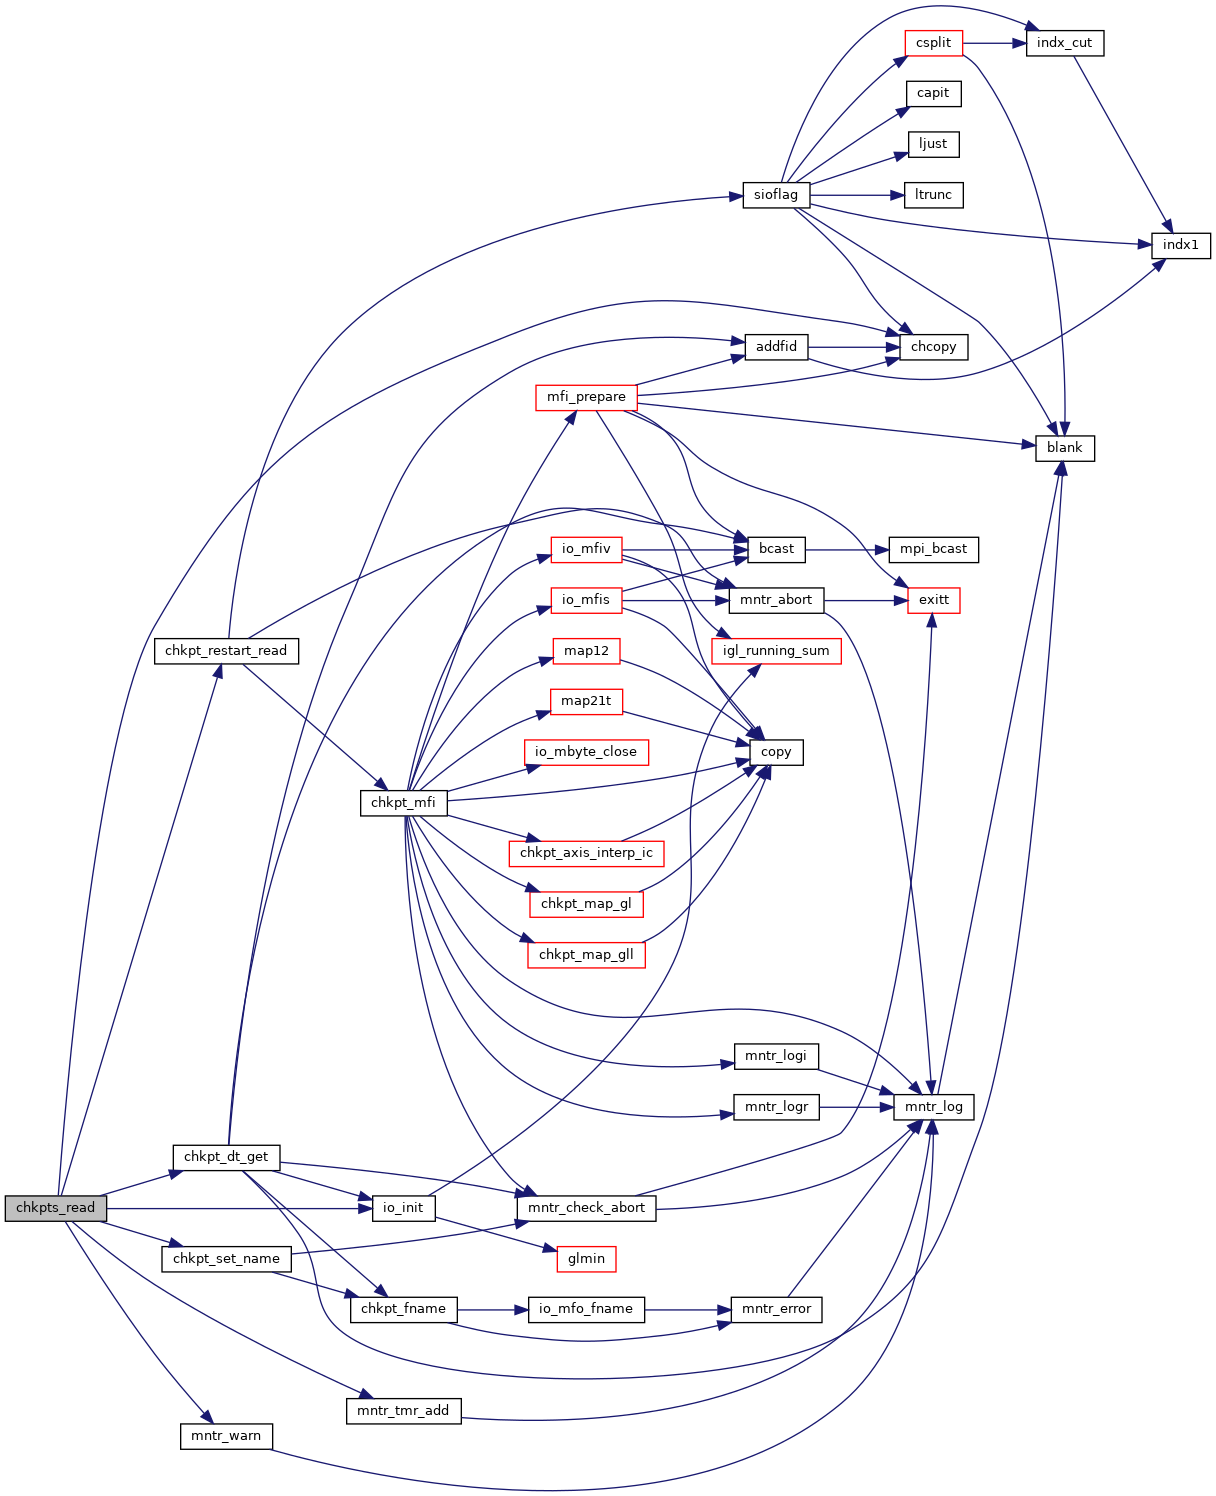 csplit
indx_cut
capit
ljust
sioflag
ltrunc
indx1
addfid
chcopy
mfi_prepare
blank
io_mfiv
bcast
mpi_bcast
io_mfis
mntr_abort
exitt
chkpt_restart_read
map12
igl_running_sum
map21t
io_mbyte_close
copy
chkpt_mfi
chkpt_axis_interp_ic
chkpt_map_gl
chkpt_map_gll
mntr_logi
mntr_logr
mntr_log
chkpt_dt_get
chkpts_read
io_init
mntr_check_abort
chkpt_set_name
glmin
chkpt_fname
io_mfo_fname
mntr_error
mntr_tmr_add
mntr_warn